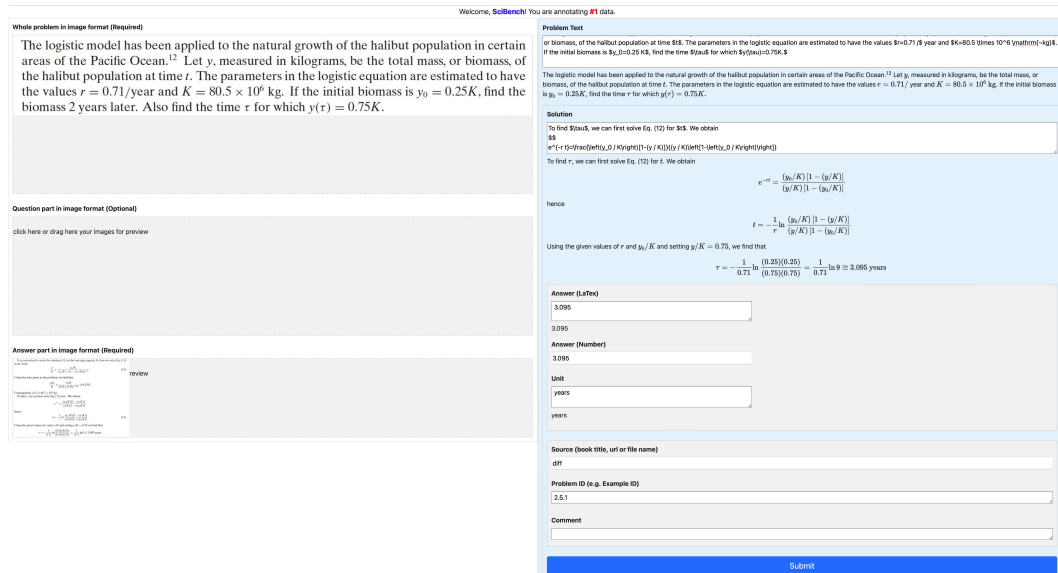 Welcome, SciBench! You are annotating #1 data.
Whole problem in image format (Required)
The logistic model has been applied to the natural growth of the halibut population in certain
areas of the Pacific Ocean.¹² Let y, measured in kilograms, be the total mass, or biomass, of
the halibut population at time t. The parameters in the logistic equation are estimated to have
the values r = 0.71/year and K = 80.5 × 10⁶ kg. If the initial biomass is y₀ = 0.25K, find the
biomass 2 years later. Also find the time τ for which y(τ) = 0.75K.
Question part in image format (Optional)
click here or drag here your images for preview
Answer part in image format (Required)
review
Problem Text
or biomass, of the halibut population at time $t$. The parameters in the logistic equation are estimated to have the values $r=0.71 /$ year and $K=80.5 \times 10^6 \mathrm{~kg}$.
If the initial biomass is $y_0=0.25 K$, find the time $\tau$ for which $y(\tau)=0.75K.$
The logistic model has been applied to the natural growth of the halibut population in certain areas of the Pacific Ocean.¹² Let y, measured in kilograms, be the total mass, or
biomass, of the halibut population at time t. The parameters in the logistic equation are estimated to have the values r = 0.71/ year and K = 80.5 × 10⁶ kg. If the initial biomass
is y₀ = 0.25K, find the time τ for which y(τ) = 0.75K.
Solution
To find $\tau$, we can first solve Eq. (12) for $t$. We obtain
$$
e^{-r t}=\frac{\left(y_0 / K\right)[1-(y / K)]}{(y / K)\left[1-\left(y_0 / K\right)\right]}
To find τ, we can first solve Eq. (12) for t. We obtain
e^{-rt} = (y₀/K) [1 − (y/K)] / (y/K) [1 − (y₀/K)]
hence
t = − 1/r ln (y₀/K) [1 − (y/K)] / (y/K) [1 − (y₀/K)]
Using the given values of r and y₀/K and setting y/K = 0.75, we find that
τ = − 1/0.71 ln (0.25)(0.25) / (0.75)(0.75) = 1/0.71 ln 9 ≅ 3.095 years
Answer (LaTex)
3.095
3.095
Answer (Number)
3.095
Unit
years
years
Source (book title, url or file name)
diff
Problem ID (e.g. Example ID)
2.5.1
Comment
Submit